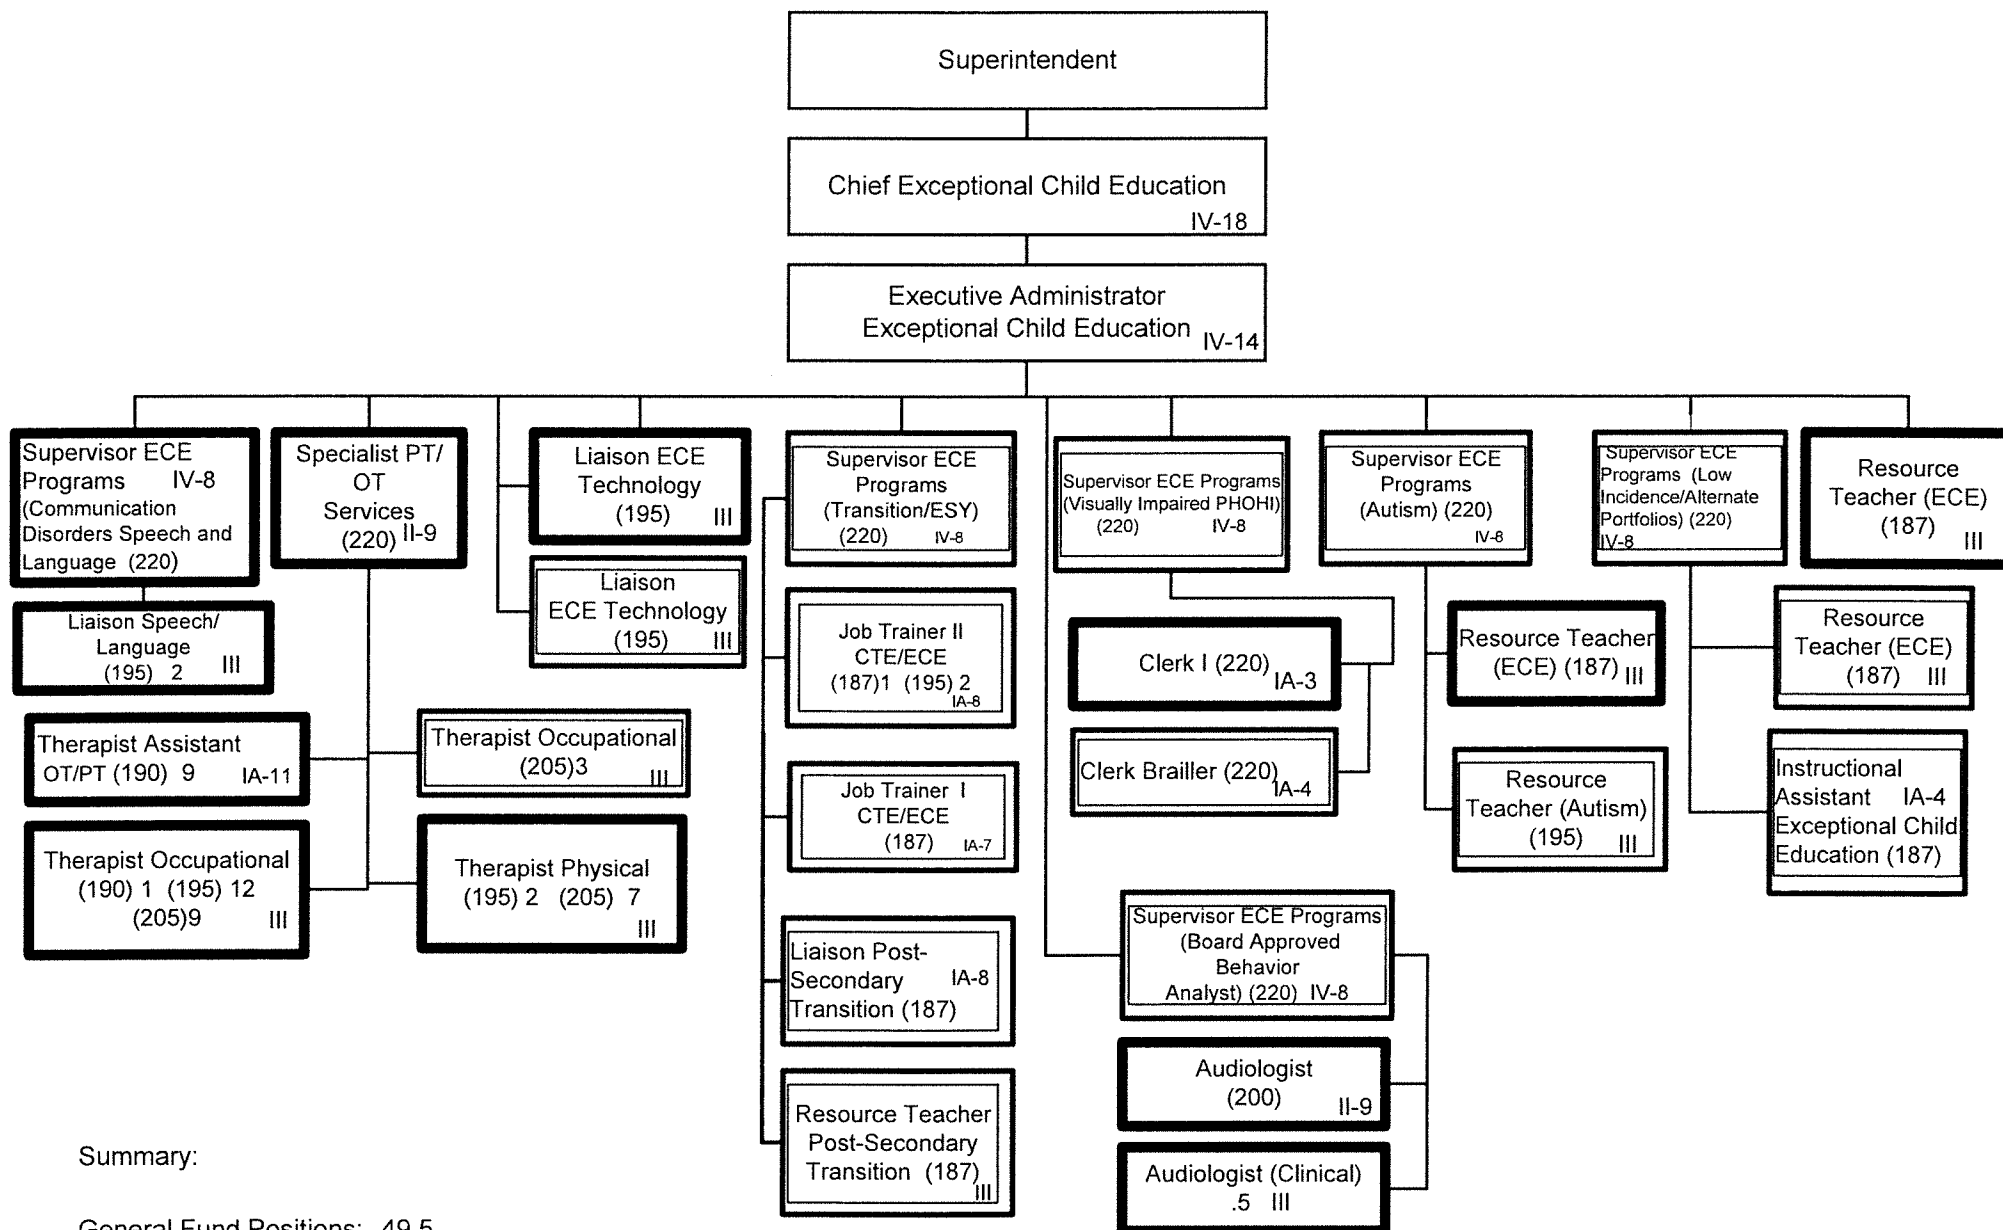 Superintendent
Chief Exceptional Child Education
IV-18
Executive Administrator
Exceptional Child Education
IV-14
Supervisor ECE
Programs IV-8
(Communication
Disorders Speech and
Language (220)
Specialist PT/
OT
Services
(220) II-9
Liaison ECE
Technology
(195) III
Supervisor ECE
Programs
(Transition/ESY)
(220) IV-8
Supervisor ECE Programs
(Visually Impaired PHOHI)
(220) IV-8
Supervisor ECE
Programs
(Autism) (220)
IV-8
Supervisor ECE
Programs (Low
Incidence/Alternate
Portfolios) (220)
IV-8
Resource
Teacher (ECE)
(187)
III
Liaison
ECE Technology
(195) III
Liaison Speech/
Language
(195) 2 III
Job Trainer II
CTE/ECE
(187)1 (195) 2
IA-8
Clerk I (220)
IA-3
Resource Teacher
(ECE) (187) III
Resource
Teacher (ECE)
(187) III
Therapist Assistant
OT/PT (190) 9 IA-11
Therapist Occupational
(205)3
III
Clerk Brailler (220)
IA-4
Job Trainer I
CTE/ECE
(187) IA-7
Resource
Teacher (Autism)
(195) III
Instructional
Assistant IA-4
Exceptional Child
Education (187)
Therapist Occupational
(190) 1 (195) 12
(205)9 III
Therapist Physical
(195) 2 (205) 7
III
Liaison Post-
Secondary IA-8
Transition (187)
Supervisor ECE Programs
(Board Approved
Behavior
Analyst) (220) IV-8
Audiologist
(200)
II-9
Resource Teacher
Post-Secondary
Transition (187)
III
Audiologist (Clinical)
.5 III
Summary:
General Fund Positions: 49.5